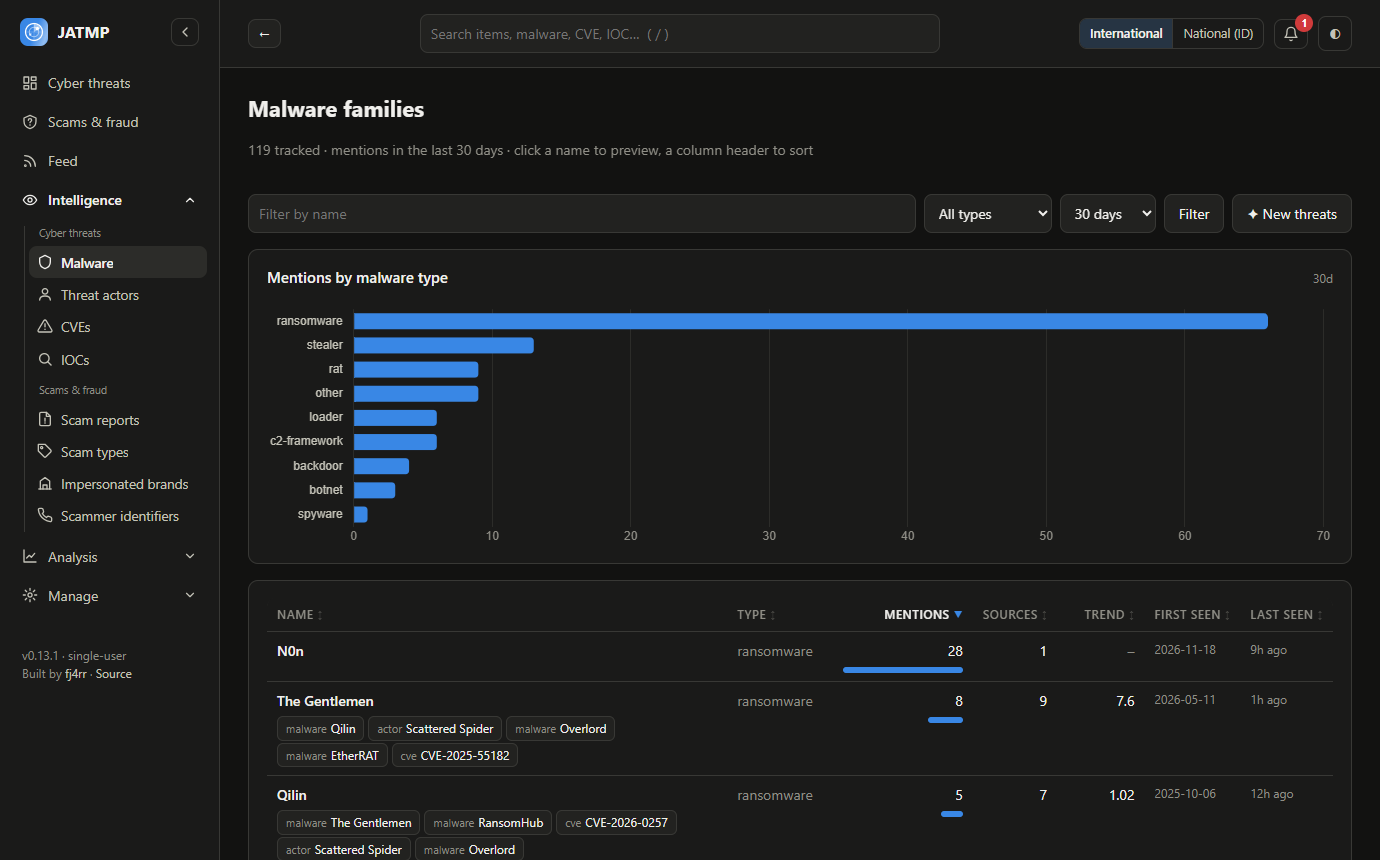 JATMP
Search items, malware, CVE, IOC… ( / )
International
National (ID)
1
Cyber threats
Scams & fraud
Feed
Intelligence
Cyber threats
Malware
Threat actors
CVEs
IOCs
Scams & fraud
Scam reports
Scam types
Impersonated brands
Scammer identifiers
Analysis
Manage
v0.13.1 · single-user
Built by fj4rr · Source
Malware families
119 tracked · mentions in the last 30 days · click a name to preview, a column header to sort
Filter by name
All types
30 days
Filter
✦ New threats
Mentions by malware type
30d
ransomware
stealer
rat
other
loader
c2-framework
backdoor
botnet
spyware
0 10 20 30 40 50 60 70
NAME TYPE MENTIONS ▼ SOURCES TREND FIRST SEEN LAST SEEN
N0n ransomware 28 1 – 2026-11-18 9h ago
The Gentlemen ransomware 8 9 7.6 2026-05-11 1h ago
malware Qilin actor Scattered Spider malware Overlord
malware EtherRAT cve CVE-2025-55182
Qilin ransomware 5 7 1.02 2025-10-06 12h ago
malware The Gentlemen malware RansomHub cve CVE-2026-0257
actor Scattered Spider malware Overlord